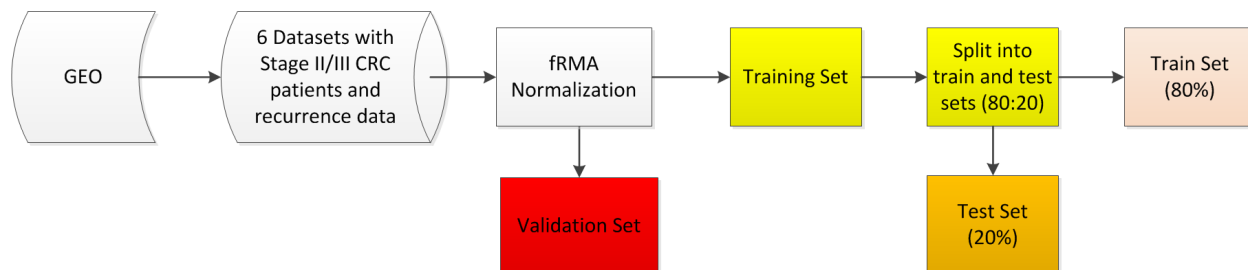 GEO
6 Datasets with
Stage II/III CRC
patients and
recurrence data
fRMA
Normalization
Training Set
Split into
train and test
sets (80:20)
Train Set
(80%)
Validation Set
Test Set
(20%)